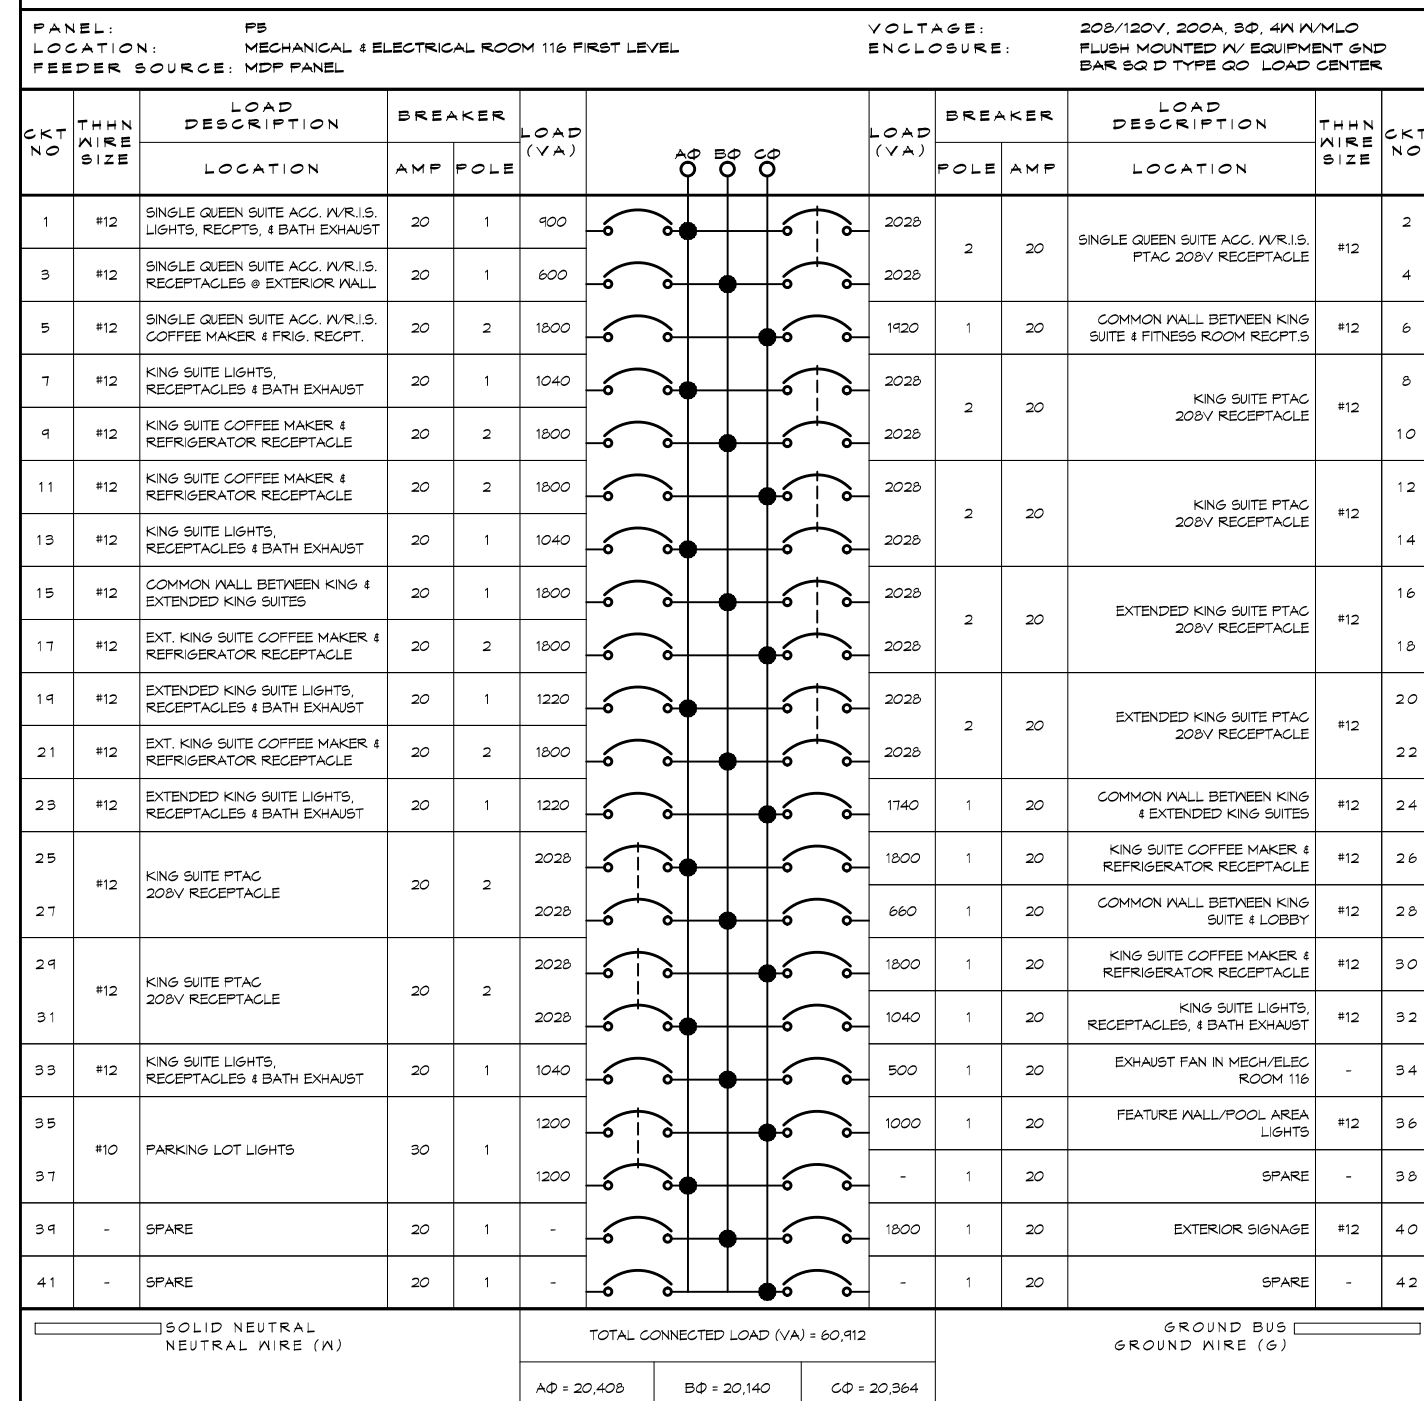 PANEL: P5
LOCATION: MECHANICAL & ELECTRICAL ROOM 116 FIRST LEVEL
FEEDER SOURCE: MDP PANEL
VOLTAGE: 208/120V, 200A, 3Φ, 4W W/MLO
ENCLOSURE: FLUSH MOUNTED W/ EQUIPMENT GND
BAR SQ D TYPE QO LOAD CENTER
CKT NO
THHN WIRE SIZE
LOAD DESCRIPTION
LOCATION
BREAKER
AMP POLE
LOAD (VA)
AΦ BΦ CΦ
LOAD (VA)
BREAKER
POLE AMP
LOAD DESCRIPTION
LOCATION
THHN WIRE SIZE
CKT NO
1 #12 SINGLE QUEEN SUITE ACC. W/R.I.S. 20 1 900
LIGHTS, RECPTS, & BATH EXHAUST
3 #12 SINGLE QUEEN SUITE ACC. W/R.I.S. 20 1 600
RECEPTACLES @ EXTERIOR WALL
5 #12 SINGLE QUEEN SUITE ACC. W/R.I.S. 20 2 1800
COFFEE MAKER & FRIG. RECPT.
7 #12 KING SUITE LIGHTS, 20 1 1040
RECEPTACLES & BATH EXHAUST
9 #12 KING SUITE COFFEE MAKER & 20 2 1800
REFRIGERATOR RECEPTACLE
11 #12 KING SUITE COFFEE MAKER & 20 2 1800
REFRIGERATOR RECEPTACLE
13 #12 KING SUITE LIGHTS, 20 1 1040
RECEPTACLES & BATH EXHAUST
15 #12 COMMON WALL BETWEEN KING & 20 1 1800
EXTENDED KING SUITES
17 #12 EXT. KING SUITE COFFEE MAKER & 20 2 1800
REFRIGERATOR RECEPTACLE
19 #12 EXTENDED KING SUITE LIGHTS, 20 1 1220
RECEPTACLES & BATH EXHAUST
21 #12 EXT. KING SUITE COFFEE MAKER & 20 2 1800
REFRIGERATOR RECEPTACLE
23 #12 EXTENDED KING SUITE LIGHTS, 20 1 1220
RECEPTACLES & BATH EXHAUST
25 2028
#12 KING SUITE PTAC 20 2
208V RECEPTACLE
27 2028
29 2028
#12 KING SUITE PTAC 20 2
208V RECEPTACLE
31 2028
33 #12 KING SUITE LIGHTS, 20 1 1040
RECEPTACLES & BATH EXHAUST
35 1200
#10 PARKING LOT LIGHTS 30 1
37 1200
39 - SPARE 20 1 -
41 - SPARE 20 1 -
2028 2
2 20 SINGLE QUEEN SUITE ACC. W/R.I.S. #12
PTAC 208V RECEPTACLE
2028 4
1920 1 20 COMMON WALL BETWEEN KING #12 6
SUITE & FITNESS ROOM RECPT.S
2028 8
2 20 KING SUITE PTAC #12
208V RECEPTACLE
2028 10
2028 12
2 20 KING SUITE PTAC #12
208V RECEPTACLE
2028 14
2028 16
2 20 EXTENDED KING SUITE PTAC #12
208V RECEPTACLE
2028 18
2028 20
2 20 EXTENDED KING SUITE PTAC #12
208V RECEPTACLE
2028 22
1740 1 20 COMMON WALL BETWEEN KING #12 24
& EXTENDED KING SUITES
1800 1 20 KING SUITE COFFEE MAKER & #12 26
REFRIGERATOR RECEPTACLE
660 1 20 COMMON WALL BETWEEN KING #12 28
SUITE & LOBBY
1800 1 20 KING SUITE COFFEE MAKER & #12 30
REFRIGERATOR RECEPTACLE
1040 1 20 KING SUITE LIGHTS, #12 32
RECEPTACLES, & BATH EXHAUST
500 1 20 EXHAUST FAN IN MECH/ELEC - 34
ROOM 116
1000 1 20 FEATURE WALL/POOL AREA #12 36
LIGHTS
- 1 20 SPARE - 38
1800 1 20 EXTERIOR SIGNAGE #12 40
- 1 20 SPARE - 42
SOLID NEUTRAL
NEUTRAL WIRE (W)
TOTAL CONNECTED LOAD (VA) = 60,912
AΦ = 20,408 BΦ = 20,140 CΦ = 20,364
GROUND BUS
GROUND WIRE (G)